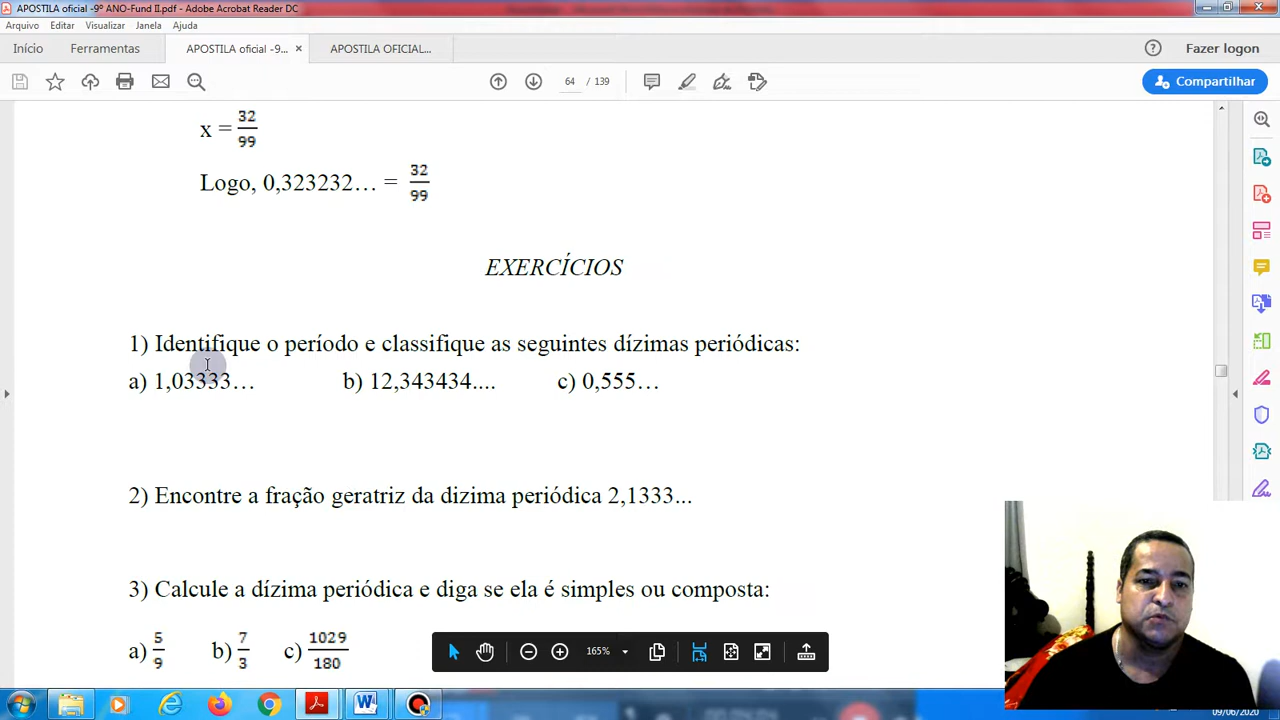 APOSTILA oficial -9º ANO-Fund II.pdf - Adobe Acrobat Reader DC
Arquivo Editar Visualizar Janela Ajuda
Início Ferramentas APOSTILA oficial -9... × APOSTILA OFICIAL... Fazer logon
64 / 139 Compartilhar
x = 32/99
Logo, 0,323232… = 32/99
EXERCÍCIOS
1) Identifique o período e classifique as seguintes dízimas periódicas:
a) 1,03333… b) 12,343434.... c) 0,555…
2) Encontre a fração geratriz da dizima periódica 2,1333...
3) Calcule a dízima periódica e diga se ela é simples ou composta:
a) 5/9 b) 7/3 c) 1029/180
165%
09/06/2020